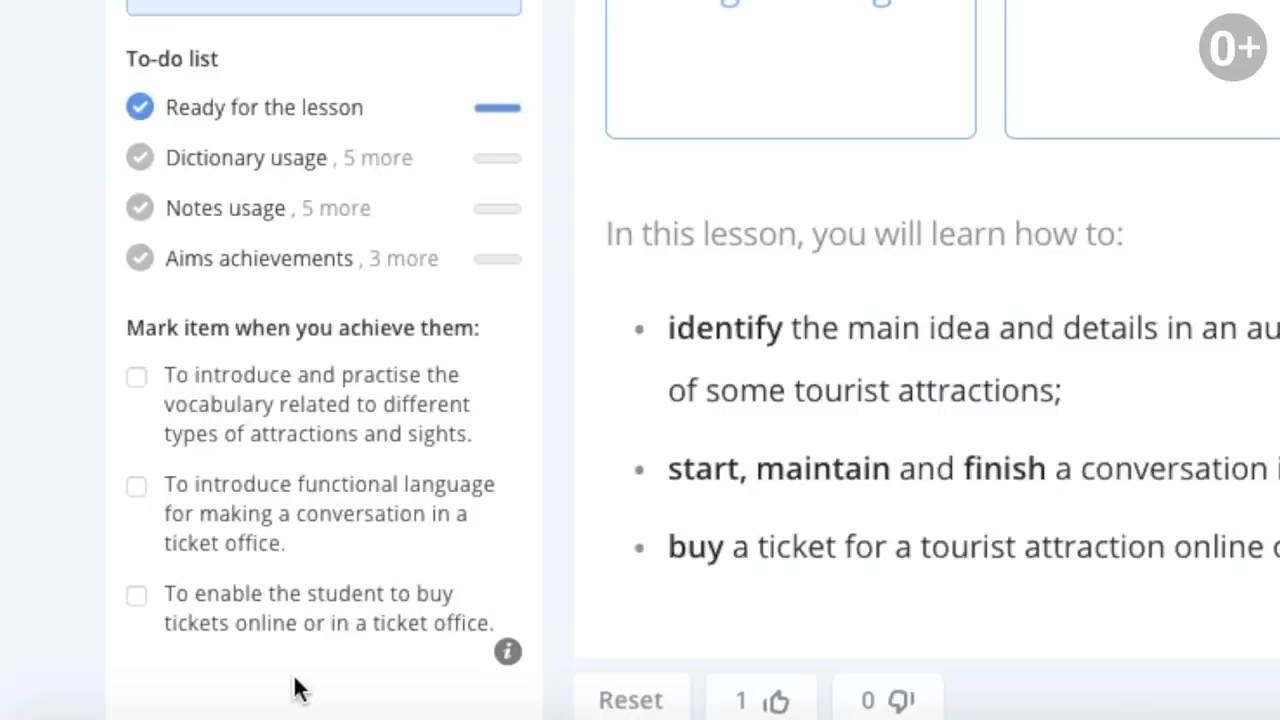 0+
To-do list
Ready for the lesson
Dictionary usage , 5 more
Notes usage , 5 more
Aims achievements , 3 more
Mark item when you achieve them:
To introduce and practise the
vocabulary related to different
types of attractions and sights.
To introduce functional language
for making a conversation in a
ticket office.
To enable the student to buy
tickets online or in a ticket office.
i
In this lesson, you will learn how to:
• identify the main idea and details in an au
of some tourist attractions;
• start, maintain and finish a conversation i
• buy a ticket for a tourist attraction online
Reset
1
0